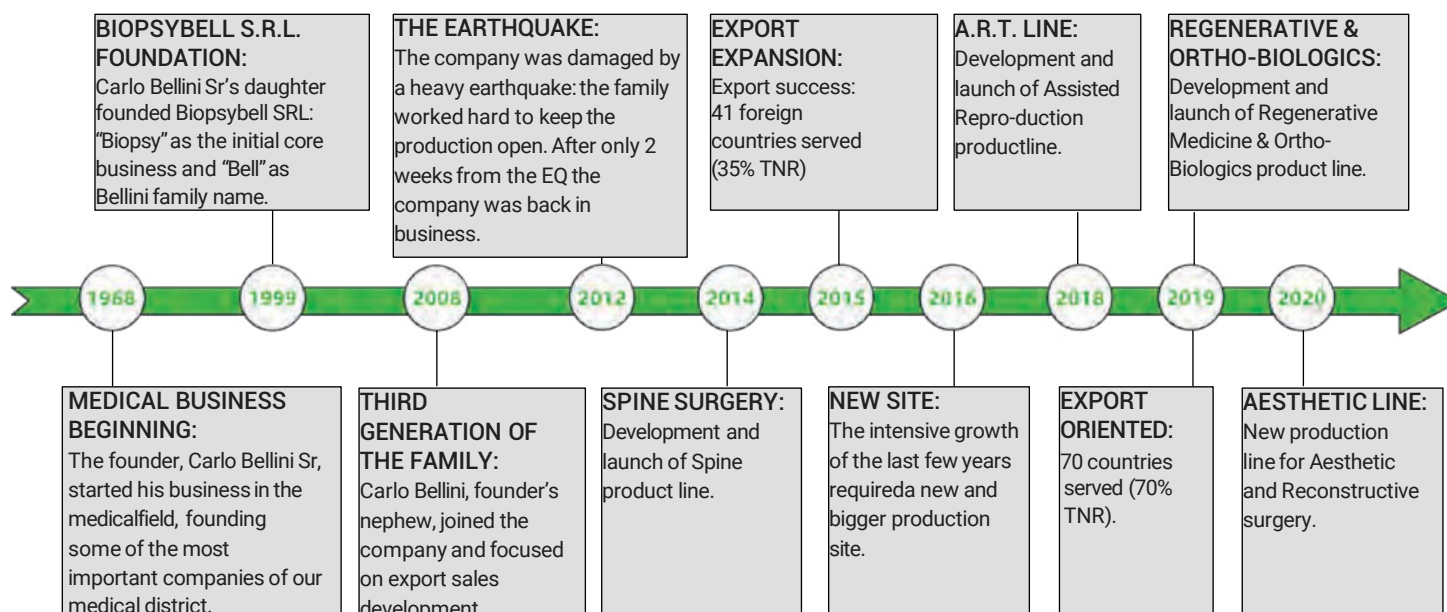 BIOPSYBELL S.R.L.
FOUNDATION:
Carlo Bellini Sr’s daughter
founded Biopsybell SRL:
“Biopsy” as the initial core
business and “Bell” as
Bellini family name.
THE EARTHQUAKE:
The company was damaged by
a heavy earthquake: the family
worked hard to keep the
production open. After only 2
weeks from the EQ the
company was back in
business.
EXPORT
EXPANSION:
Export success:
41 foreign
countries served
(35% TNR)
A.R.T. LINE:
Development and
launch of Assisted
Repro-duction
productline.
REGENERATIVE &
ORTHO-BIOLOGICS:
Development and
launch of Regenerative
Medicine & Ortho-
Biologics product line.
1968 1999 2008 2012 2014 2015 2016 2018 2019 2020
MEDICAL BUSINESS
BEGINNING:
The founder, Carlo Bellini Sr,
started his business in the
medicalfield, founding
some of the most
important companies of our
medical district.
THIRD
GENERATION OF
THE FAMILY:
Carlo Bellini, founder’s
nephew, joined the
company and focused
on export sales
development
SPINE SURGERY:
Development and
launch of Spine
product line.
NEW SITE:
The intensive growth
of the last few years
requireda new and
bigger production
site.
EXPORT
ORIENTED:
70 countries
served (70%
TNR).
AESTHETIC LINE:
New production
line for Aesthetic
and Reconstructive
surgery.